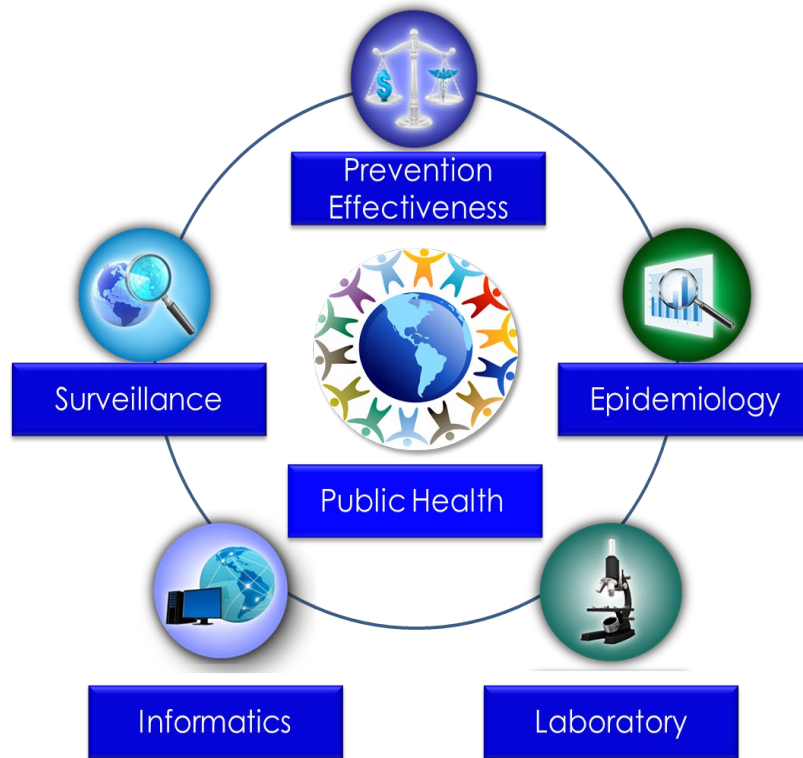 $
Prevention
Effectiveness
Surveillance
Epidemiology
Public Health
Informatics
Laboratory